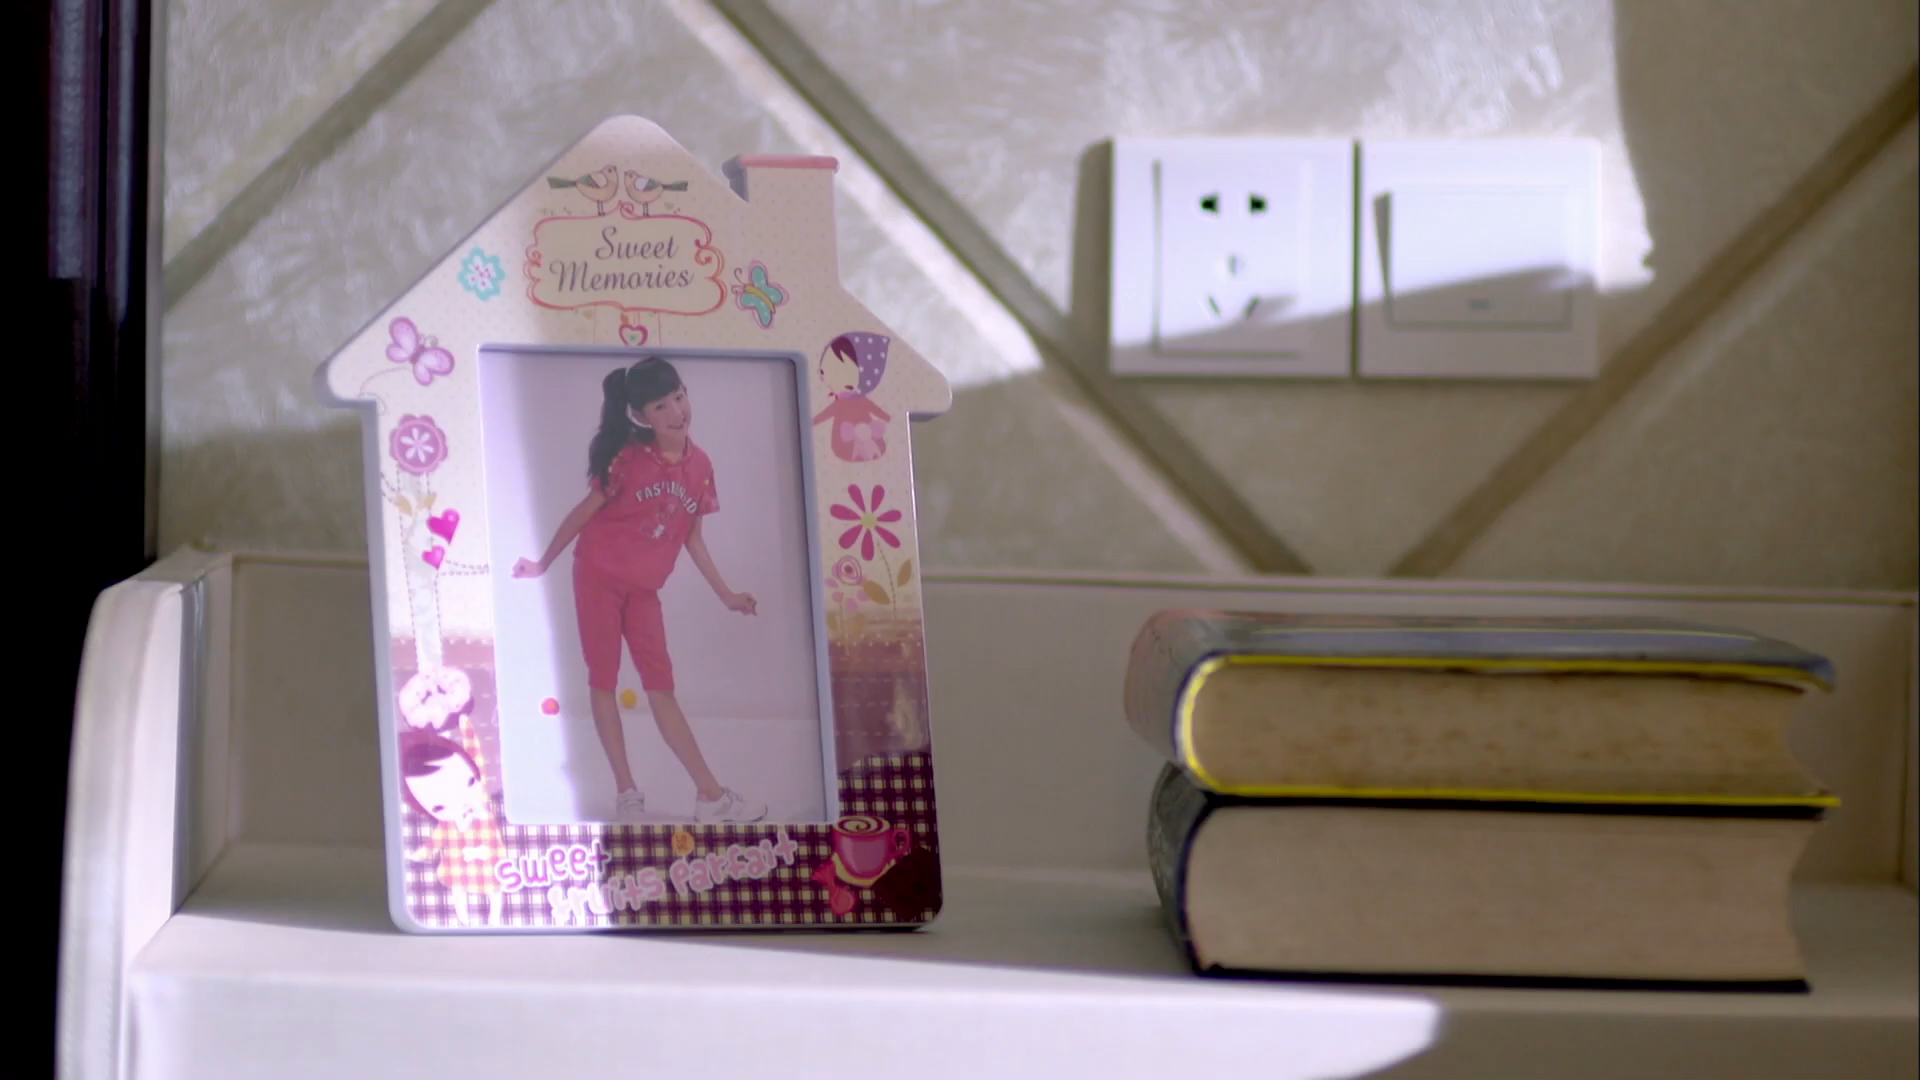 Sweet
Memories
sweet
fruits parfait